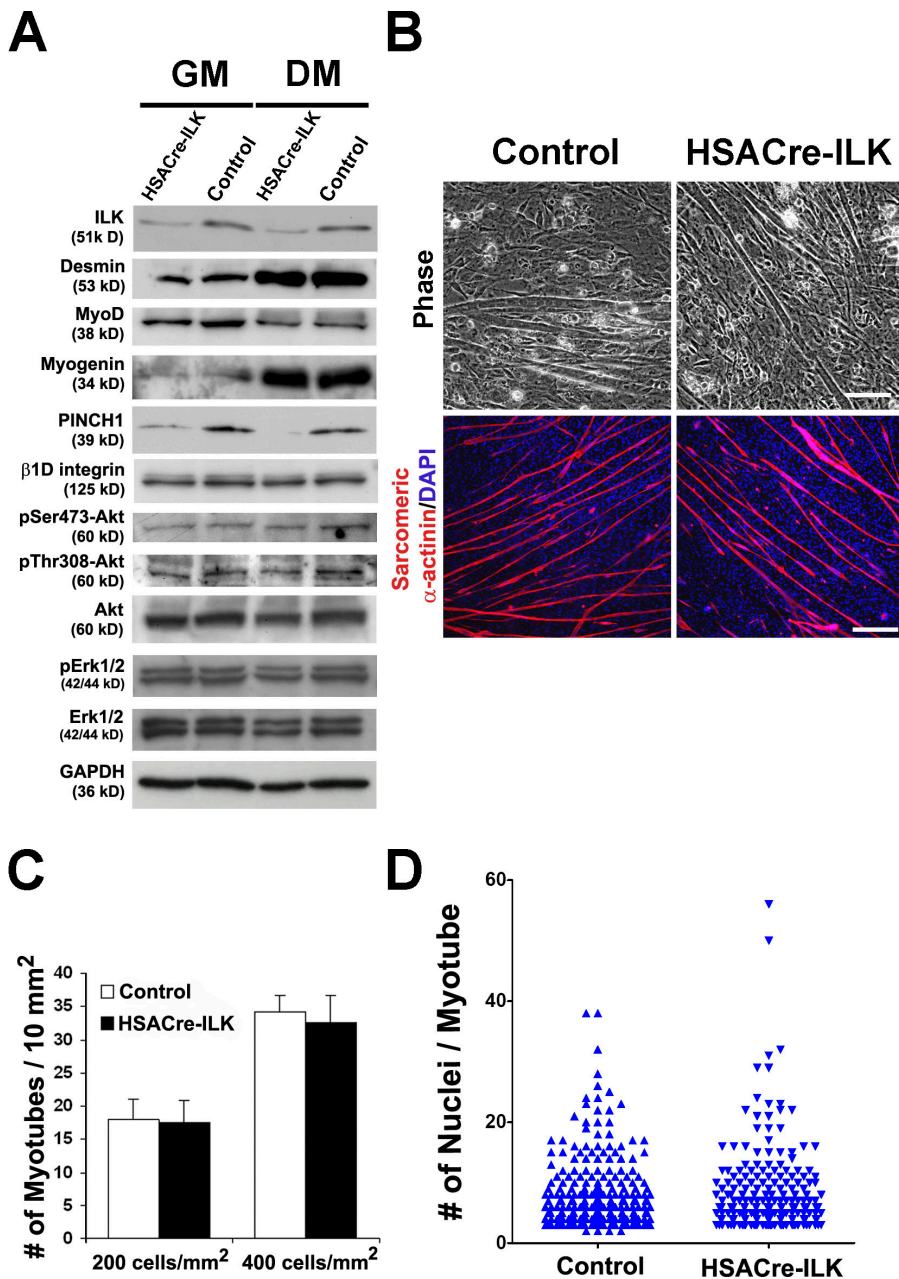 A
GM DM
HSACre-ILK Control HSACre-ILK Control
ILK
(51k D)
Desmin
(53 kD)
MyoD
(38 kD)
Myogenin
(34 kD)
PINCH1
(39 kD)
β1D integrin
(125 kD)
pSer473-Akt
(60 kD)
pThr308-Akt
(60 kD)
Akt
(60 kD)
pErk1/2
(42/44 kD)
Erk1/2
(42/44 kD)
GAPDH
(36 kD)
B
Control HSACre-ILK
Phase
Sarcomeric
α-actinin/DAPI
C
# of Myotubes / 10 mm²
40
35
30
25
20
15
10
5
0
Control
HSACre-ILK
200 cells/mm² 400 cells/mm²
D
# of Nuclei / Myotube
60
40
20
0
Control HSACre-ILK